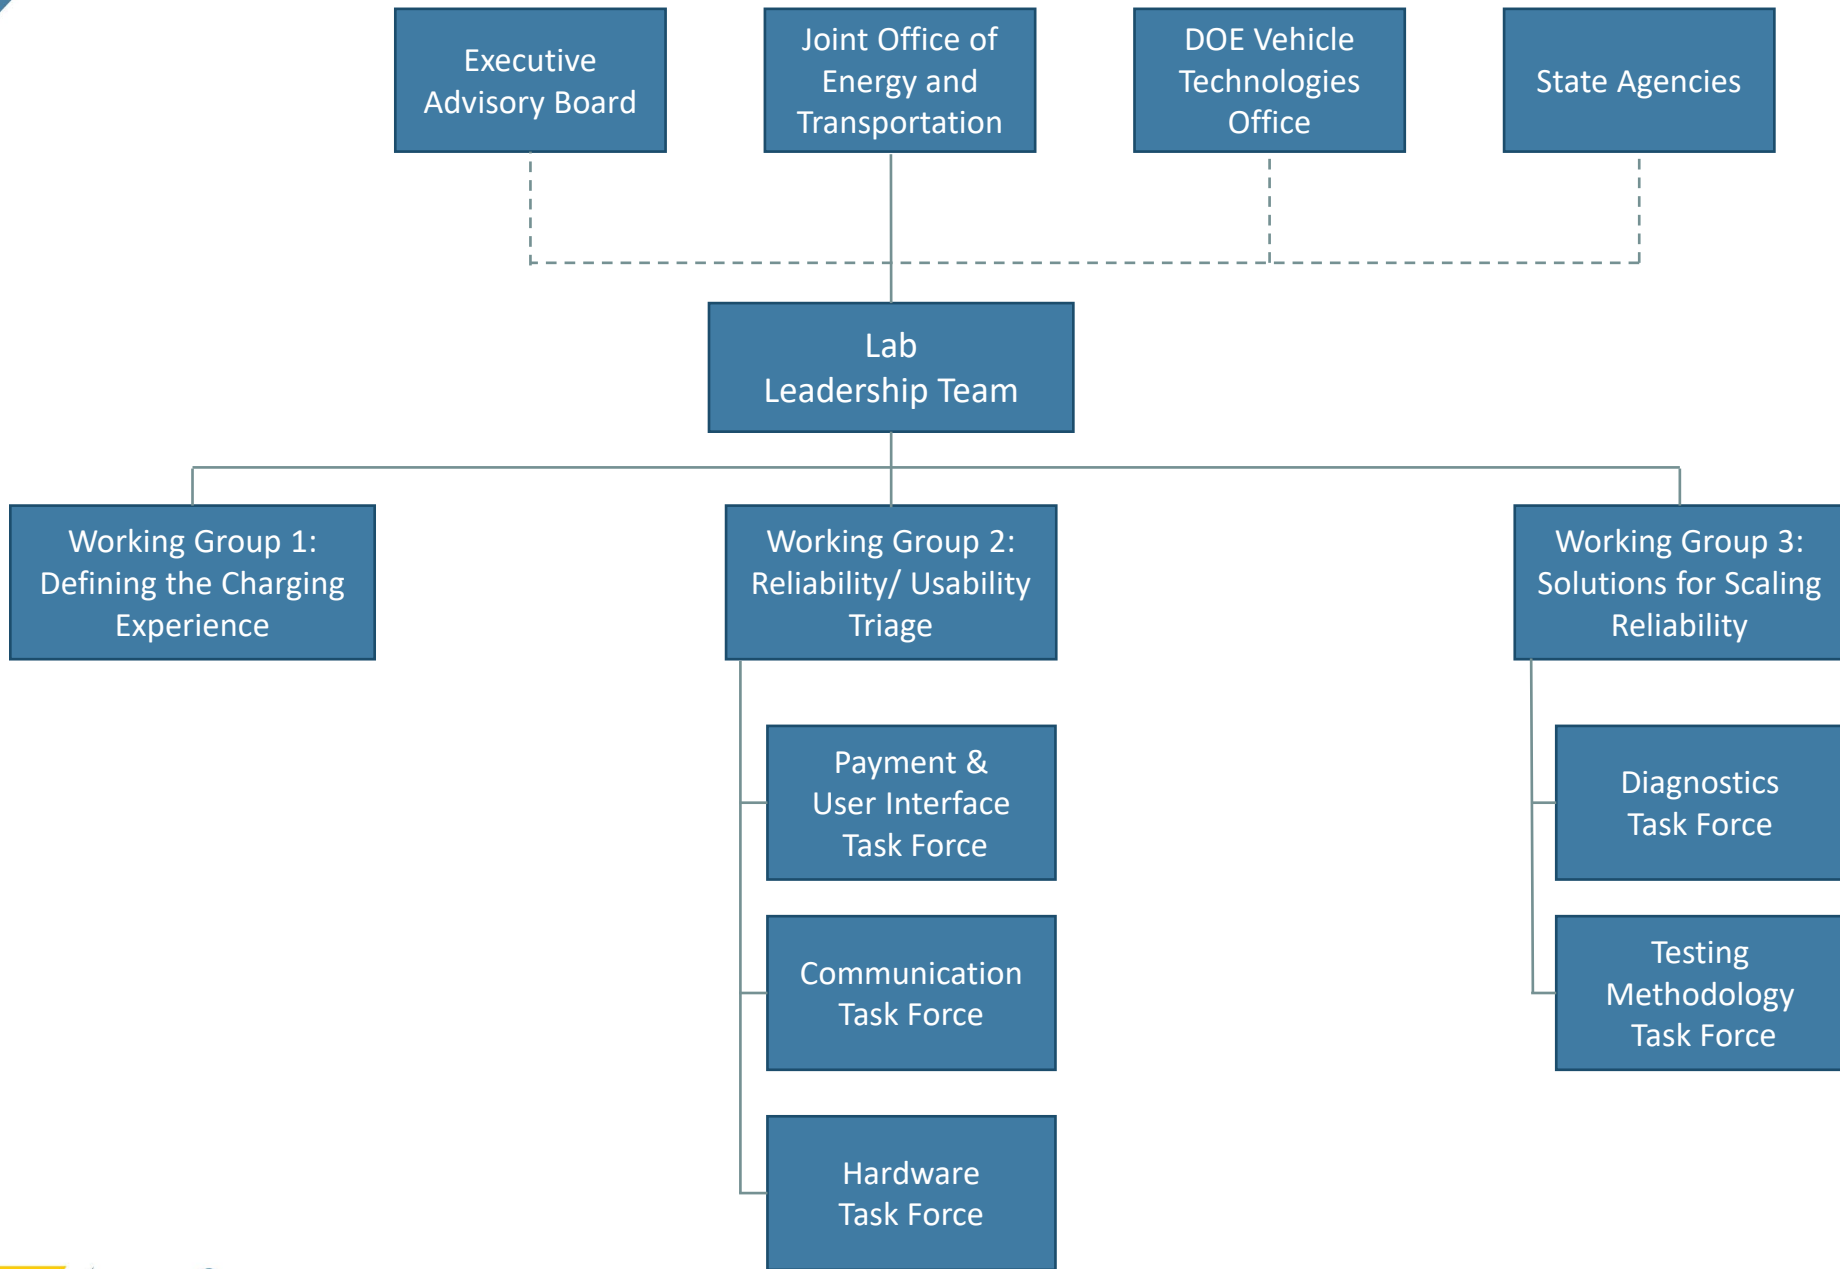 Executive
Advisory Board
Joint Office of
Energy and
Transportation
DOE Vehicle
Technologies
Office
State Agencies
Lab
Leadership Team
Working Group 1:
Defining the Charging
Experience
Working Group 2:
Reliability/ Usability
Triage
Working Group 3:
Solutions for Scaling
Reliability
Payment &
User Interface
Task Force
Communication
Task Force
Hardware
Task Force
Diagnostics
Task Force
Testing
Methodology
Task Force